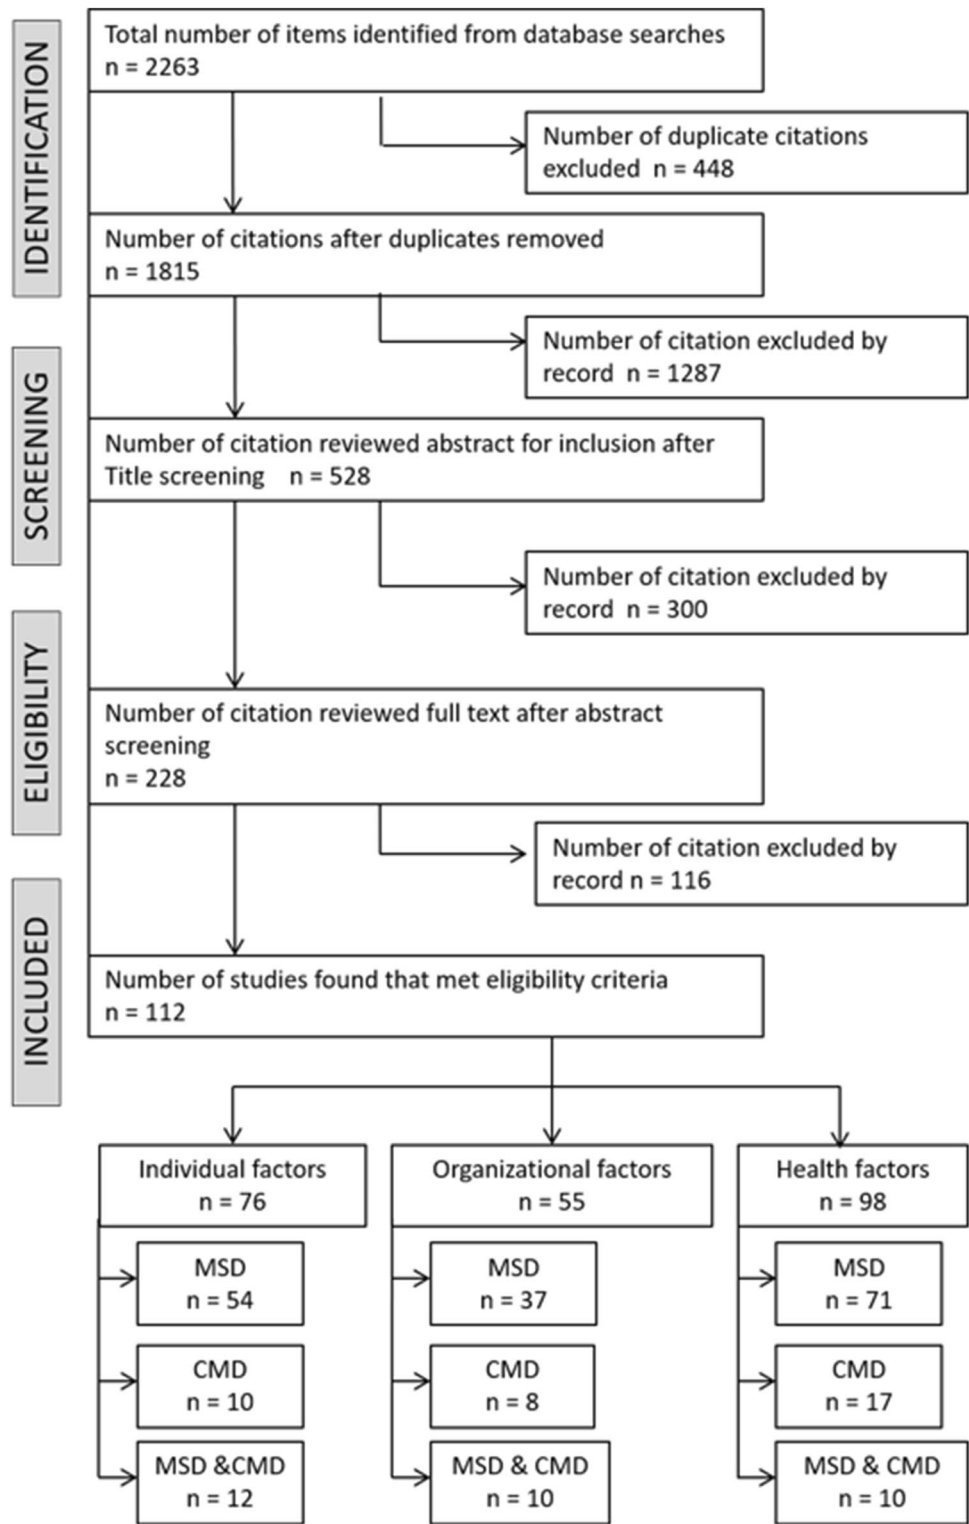 IDENTIFICATION
Total number of items identified from database searches
n = 2263
Number of duplicate citations
excluded n = 448
Number of citations after duplicates removed
n = 1815
Number of citation excluded by
record n = 1287
SCREENING
Number of citation reviewed abstract for inclusion after
Title screening n = 528
Number of citation excluded by
record n = 300
ELIGIBILITY
Number of citation reviewed full text after abstract
screening
n = 228
Number of citation excluded by
record n = 116
INCLUDED
Number of studies found that met eligibility criteria
n = 112
Individual factors
n = 76
MSD
n = 54
CMD
n = 10
MSD &CMD
n = 12
Organizational factors
n = 55
MSD
n = 37
CMD
n = 8
MSD & CMD
n = 10
Health factors
n = 98
MSD
n = 71
CMD
n = 17
MSD & CMD
n = 10